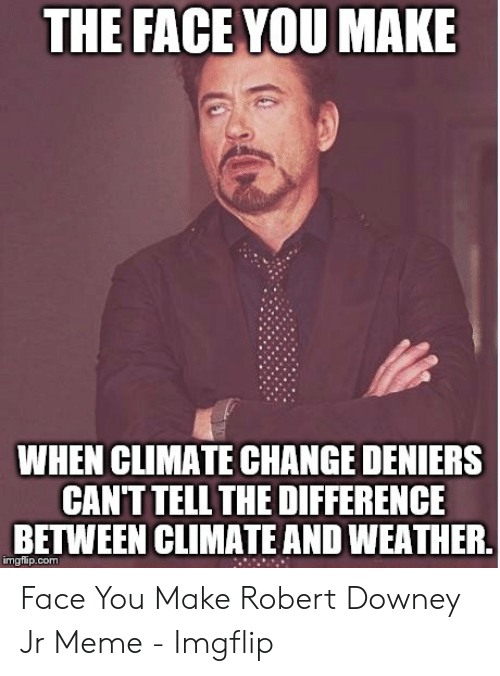 THE FACE YOU MAKE
WHEN CLIMATE CHANGE DENIERS
CAN'T TELL THE DIFFERENCE
BETWEEN CLIMATE AND WEATHER.
imgflip.com
Face You Make Robert Downey
Jr Meme - Imgflip